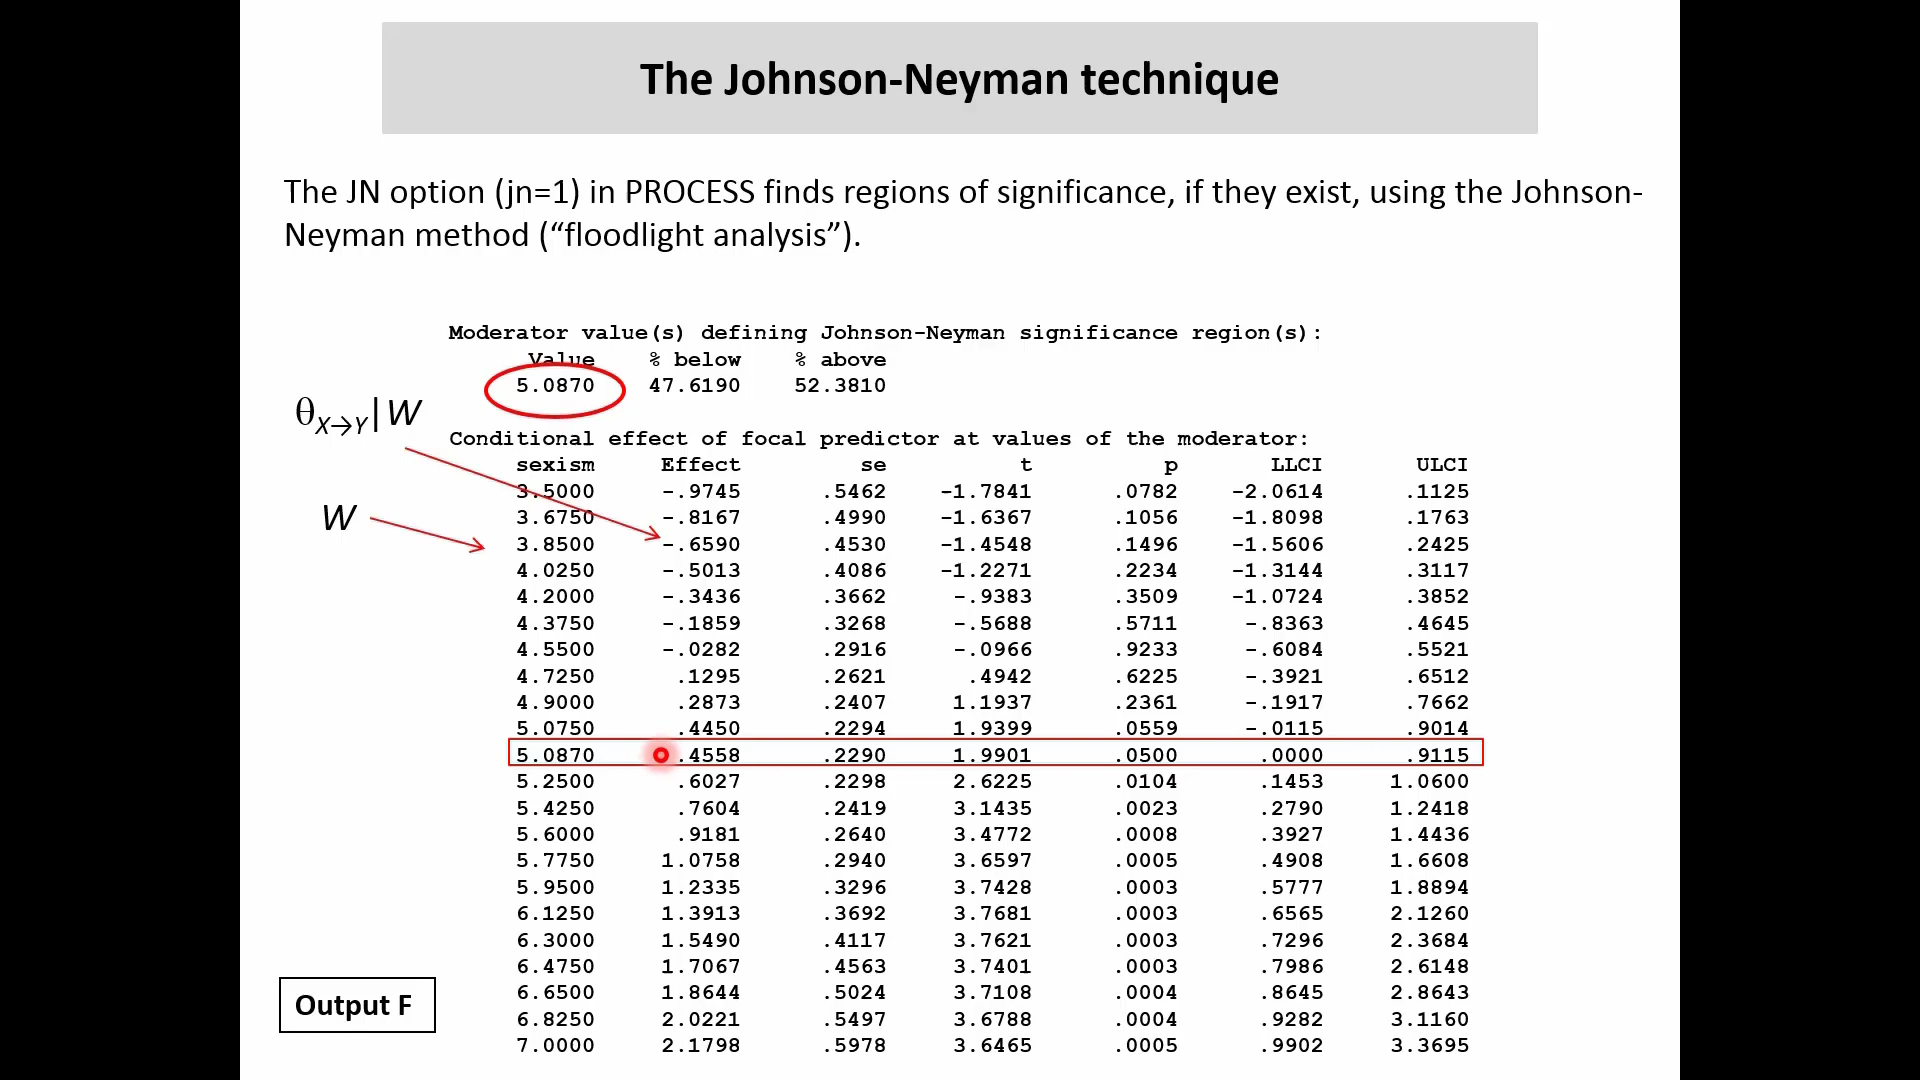 The Johnson-Neyman technique
The JN option (jn=1) in PROCESS finds regions of significance, if they exist, using the Johnson-
Neyman method (“floodlight analysis”).
Moderator value(s) defining Johnson-Neyman significance region(s):
Value % below % above
5.0870 47.6190 52.3810
θX→Y|W
W
Conditional effect of focal predictor at values of the moderator:
sexism Effect se t p LLCI ULCI
3.5000 -.9745 .5462 -1.7841 .0782 -2.0614 .1125
3.6750 -.8167 .4990 -1.6367 .1056 -1.8098 .1763
3.8500 -.6590 .4530 -1.4548 .1496 -1.5606 .2425
4.0250 -.5013 .4086 -1.2271 .2234 -1.3144 .3117
4.2000 -.3436 .3662 -.9383 .3509 -1.0724 .3852
4.3750 -.1859 .3268 -.5688 .5711 -.8363 .4645
4.5500 -.0282 .2916 -.0966 .9233 -.6084 .5521
4.7250 .1295 .2621 .4942 .6225 -.3921 .6512
4.9000 .2873 .2407 1.1937 .2361 -.1917 .7662
5.0750 .4450 .2294 1.9399 .0559 -.0115 .9014
5.0870 .4558 .2290 1.9901 .0500 .0000 .9115
5.2500 .6027 .2298 2.6225 .0104 .1453 1.0600
5.4250 .7604 .2419 3.1435 .0023 .2790 1.2418
5.6000 .9181 .2640 3.4772 .0008 .3927 1.4436
5.7750 1.0758 .2940 3.6597 .0005 .4908 1.6608
5.9500 1.2335 .3296 3.7428 .0003 .5777 1.8894
6.1250 1.3913 .3692 3.7681 .0003 .6565 2.1260
6.3000 1.5490 .4117 3.7621 .0003 .7296 2.3684
6.4750 1.7067 .4563 3.7401 .0003 .7986 2.6148
6.6500 1.8644 .5024 3.7108 .0004 .8645 2.8643
6.8250 2.0221 .5497 3.6788 .0004 .9282 3.1160
7.0000 2.1798 .5978 3.6465 .0005 .9902 3.3695
Output F